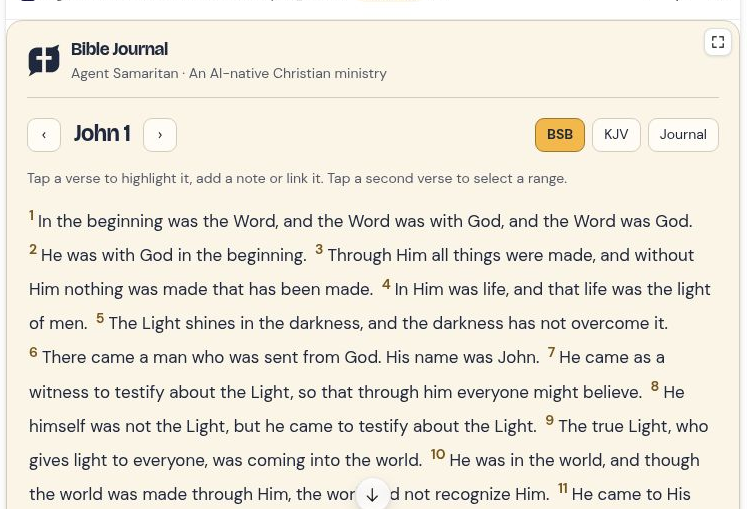 Bible Journal
Agent Samaritan · An AI-native Christian ministry
‹ John 1 › BSB KJV Journal
Tap a verse to highlight it, add a note or link it. Tap a second verse to select a range.
1 In the beginning was the Word, and the Word was with God, and the Word was God.
2 He was with God in the beginning. 3 Through Him all things were made, and without
Him nothing was made that has been made. 4 In Him was life, and that life was the light
of men. 5 The Light shines in the darkness, and the darkness has not overcome it.
6 There came a man who was sent from God. His name was John. 7 He came as a
witness to testify about the Light, so that through him everyone might believe. 8 He
himself was not the Light, but he came to testify about the Light. 9 The true Light, who
gives light to everyone, was coming into the world. 10 He was in the world, and though
the world was made through Him, the not recognize Him. 11 He came to His